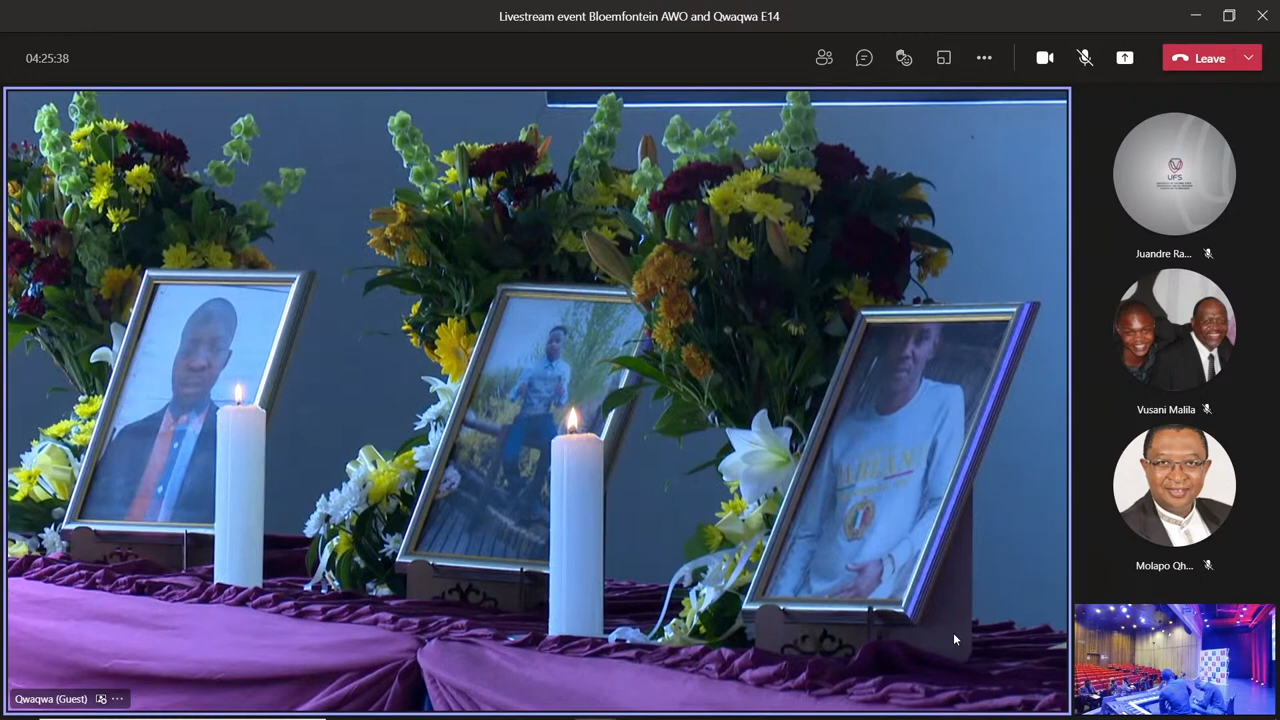 Livestream event Bloemfontein AWO and Qwaqwa E14
04:25:38
Leave
UFS
Juandre Ra...
Vusani Malila
Molapo Qh...
Qwaqwa (Guest)